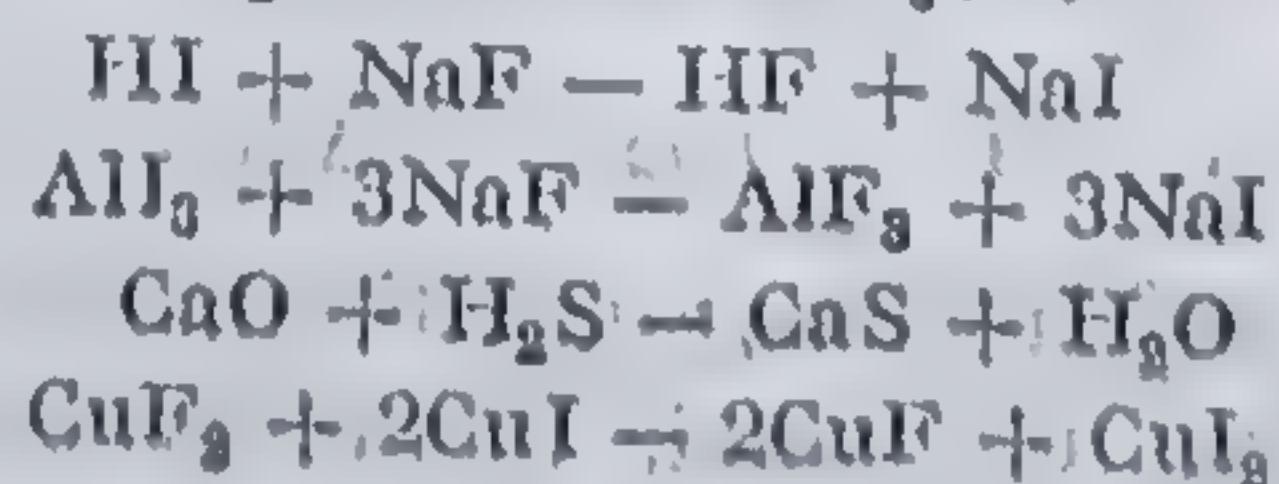 HI + NaF — HF + NaI
AlI₃ + 3NaF — AlF₃ + 3NaI
CaO + H₂S — CaS + H₂O
CuF₂ + 2CuI — 2CuF + CuI₂